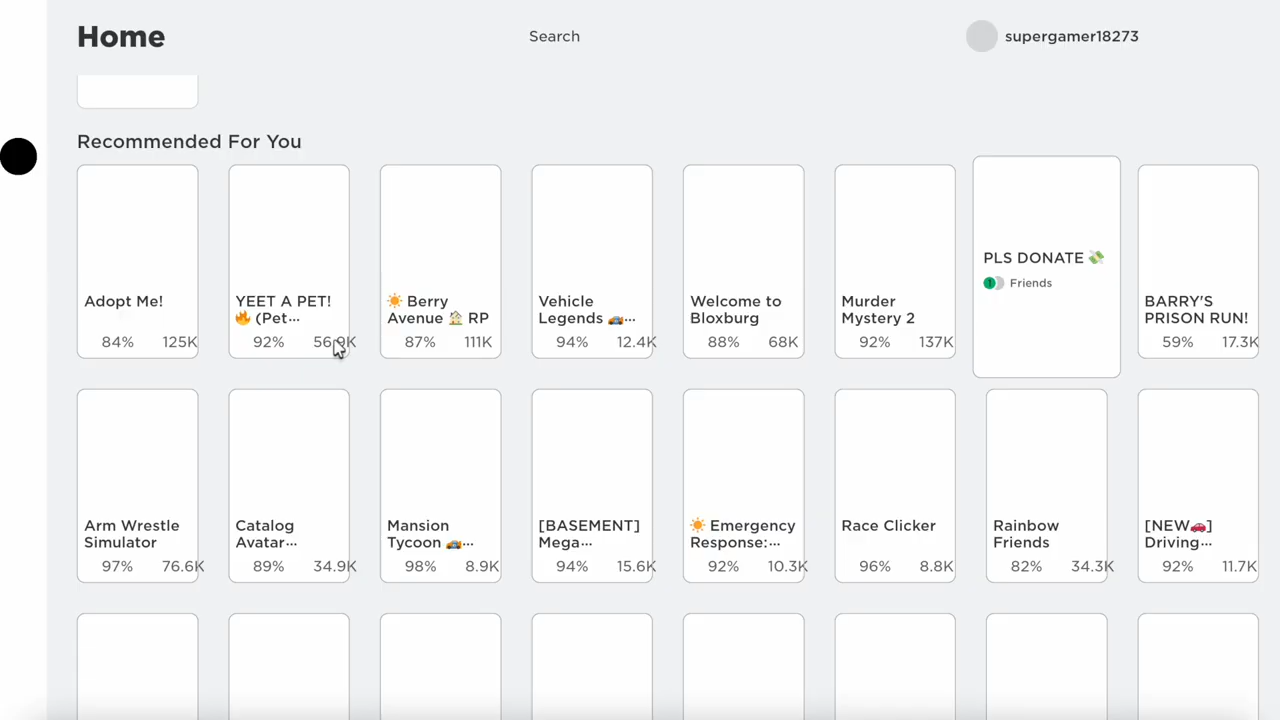 Home
Search
supergamer18273
Recommended For You
Adopt Me!
84% 125K
YEET A PET!
🔥 (Pet...
92% 56.9K
☀️ Berry
Avenue 🏠 RP
87% 111K
Vehicle
Legends 🚙...
94% 12.4K
Welcome to
Bloxburg
88% 68K
Murder
Mystery 2
92% 137K
PLS DONATE 💸
1 Friends
BARRY'S
PRISON RUN!
59% 17.3K
Arm Wrestle
Simulator
97% 76.6K
Catalog
Avatar...
89% 34.9K
Mansion
Tycoon 🚙...
98% 8.9K
[BASEMENT]
Mega...
94% 15.6K
☀️ Emergency
Response:...
92% 10.3K
Race Clicker
96% 8.8K
Rainbow
Friends
82% 34.3K
[NEW🚗]
Driving...
92% 11.7K